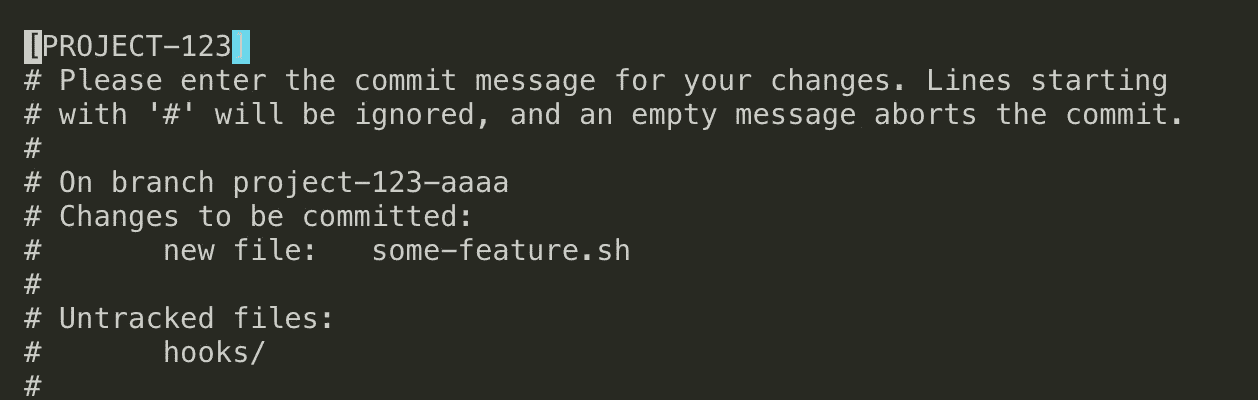 [PROJECT-123]
# Please enter the commit message for your changes. Lines starting
# with '#' will be ignored, and an empty message aborts the commit.
#
# On branch project-123-aaaa
# Changes to be committed:
#       new file:   some-feature.sh
#
# Untracked files:
#       hooks/
#